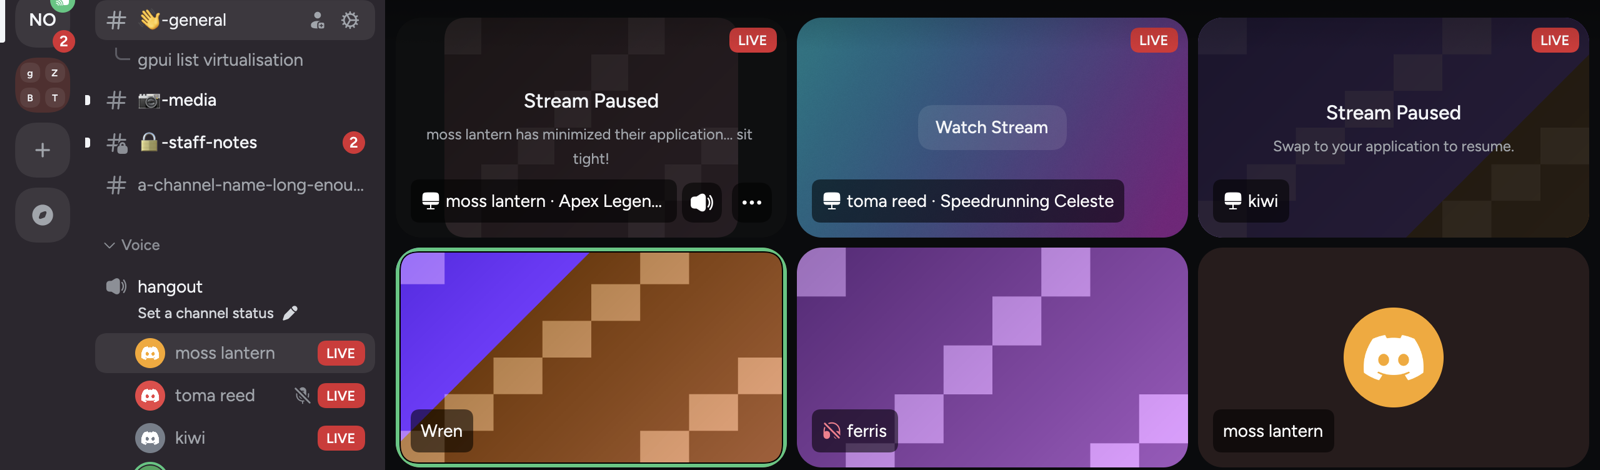 NO
2
g Z
B T
# 👋-general
gpui list virtualisation
# 📷-media
# 🔒-staff-notes 2
# a-channel-name-long-enou...
Voice
hangout
Set a channel status
moss lantern LIVE
toma reed LIVE
kiwi LIVE
LIVE
Stream Paused
moss lantern has minimized their application... sit
tight!
moss lantern · Apex Legen...
LIVE
Watch Stream
toma reed · Speedrunning Celeste
LIVE
Stream Paused
Swap to your application to resume.
kiwi
Wren
ferris
moss lantern